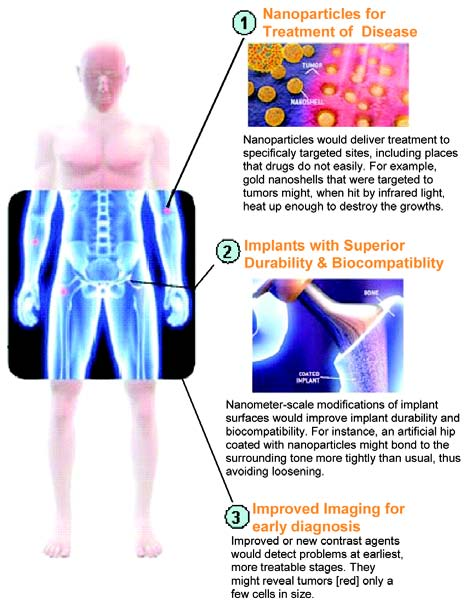 1
Nanoparticles for
Treatment of Disease
TUMOR
NANOSHELL
Nanoparticles would deliver treatment to
specificaly targeted sites, including places
that drugs do not easily. For example,
gold nanoshells that were targeted to
tumors might, when hit by infrared light,
heat up enough to destroy the growths.
2
Implants with Superior
Durability & Biocompatiblity
BONE
COATED
IMPLANT
Nanometer-scale modifications of implant
surfaces would improve implant durability and
biocompatibility. For instance, an artificial hip
coated with nanoparticles might bond to the
surrounding tone more tightly than usual, thus
avoiding loosening.
3
Improved Imaging for
early diagnosis
Improved or new contrast agents
would detect problems at earliest,
more treatable stages. They
might reveal tumors [red] only a
few cells in size.